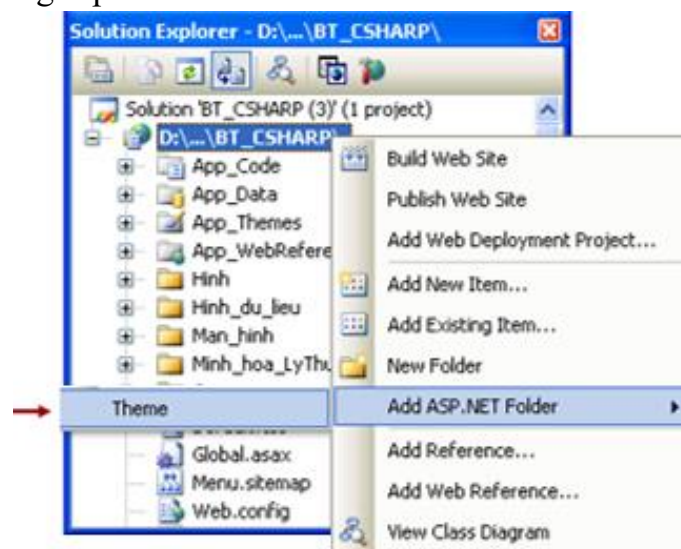 Solution Explorer - D:\...\BT_CSHARP\
Solution 'BT_CSHARP (3)' (1 project)
D:\...\BT_CSHARP\
App_Code
App_Data
App_Themes
App_WebRefere
Hinh
Hinh_du_lieu
Man_hinh
Minh_hoa_LyThu
Global.asax
Menu.sitemap
Web.config
Build Web Site
Publish Web Site
Add Web Deployment Project...
Add New Item...
Add Existing Item...
New Folder
Add ASP.NET Folder
Theme
Add Reference...
Add Web Reference...
View Class Diagram